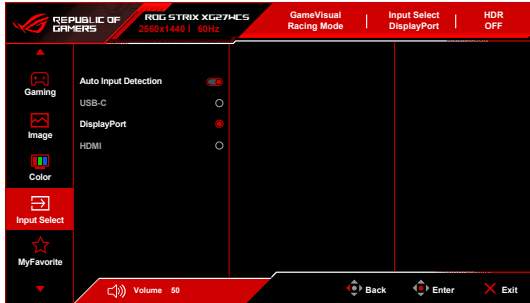 REPUBLIC OF
GAMERS
ROG STRIX XG27WCS
2560x1440 | 60Hz
GameVisual
Racing Mode
Input Select
DisplayPort
HDR
OFF
Gaming
Image
Color
Input Select
MyFavorite
Auto Input Detection
USB-C
DisplayPort
HDMI
Volume 50
Back
Enter
Exit